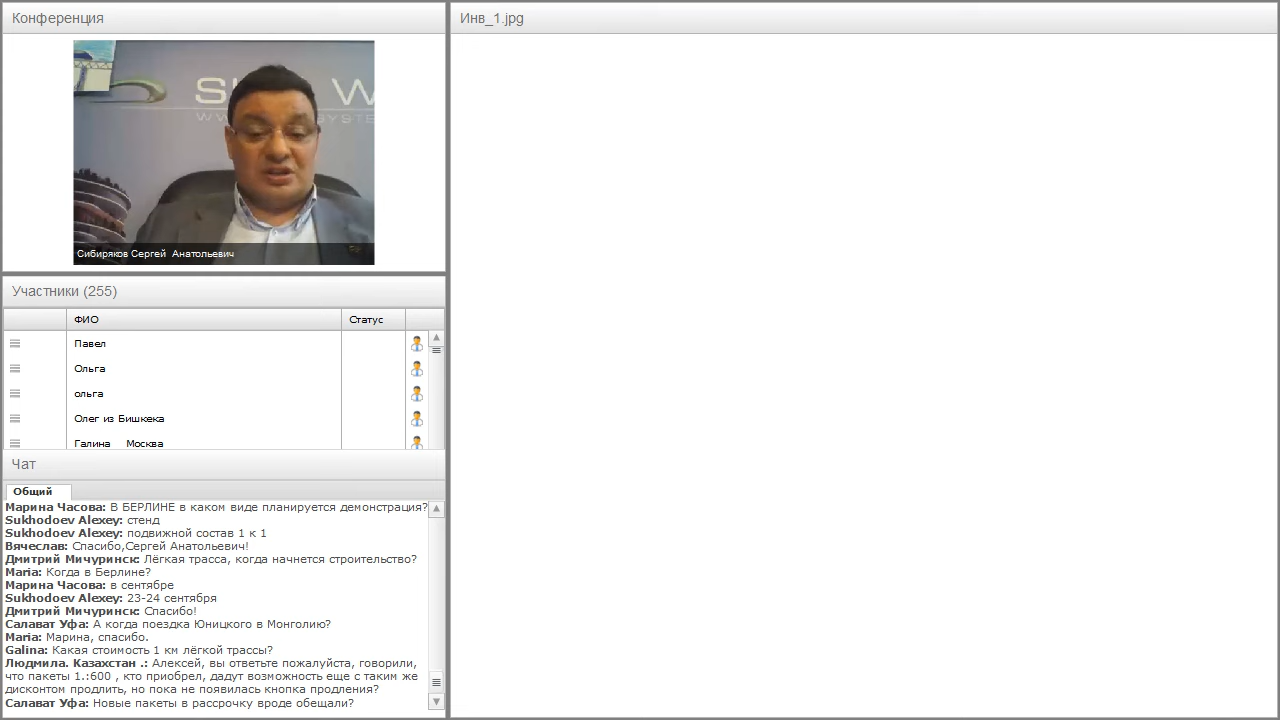 Конференция
Инв_1.jpg
Сибиряков Сергей Анатольевич
Участники (255)
ФИО
Статус
Павел
Ольга
ольга
Олег из Бишкека
Галина Москва
Чат
Общий
Марина Часова: В БЕРЛИНЕ в каком виде планируется демонстрация?
Sukhodoev Alexey: стенд
Sukhodoev Alexey: подвижной состав 1 к 1
Вячеслав: Спасибо,Сергей Анатольевич!
Дмитрий Мичуринск: Лёгкая трасса, когда начнется строительство?
Maria: Когда в Берлине?
Марина Часова: в сентябре
Sukhodoev Alexey: 23-24 сентября
Дмитрий Мичуринск: Спасибо!
Салават Уфа: А когда поездка Юницкого в Монголию?
Maria: Марина, спасибо.
Galina: Какая стоимость 1 км лёгкой трассы?
Людмила. Казахстан .: Алексей, вы ответьте пожалуйста, говорили,
что пакеты 1.:600 , кто приобрел, дадут возможность еще с таким же
дисконтом продлить, но пока не появилась кнопка продления?
Салават Уфа: Новые пакеты в рассрочку вроде обещали?